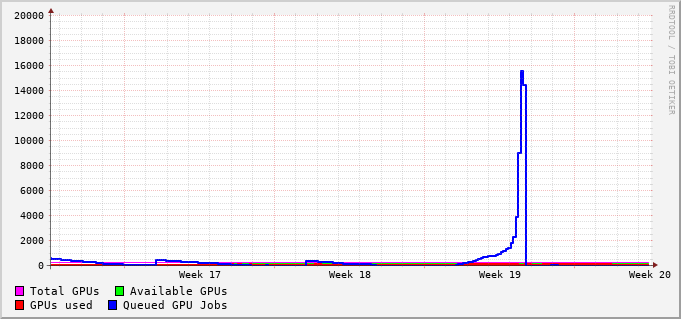 20000
18000
16000
14000
12000
10000
8000
6000
4000
2000
0
Week 17 Week 18 Week 19 Week 20
Total GPUs Available GPUs
GPUs used Queued GPU Jobs
RRDTOOL / TOBI OETIKER